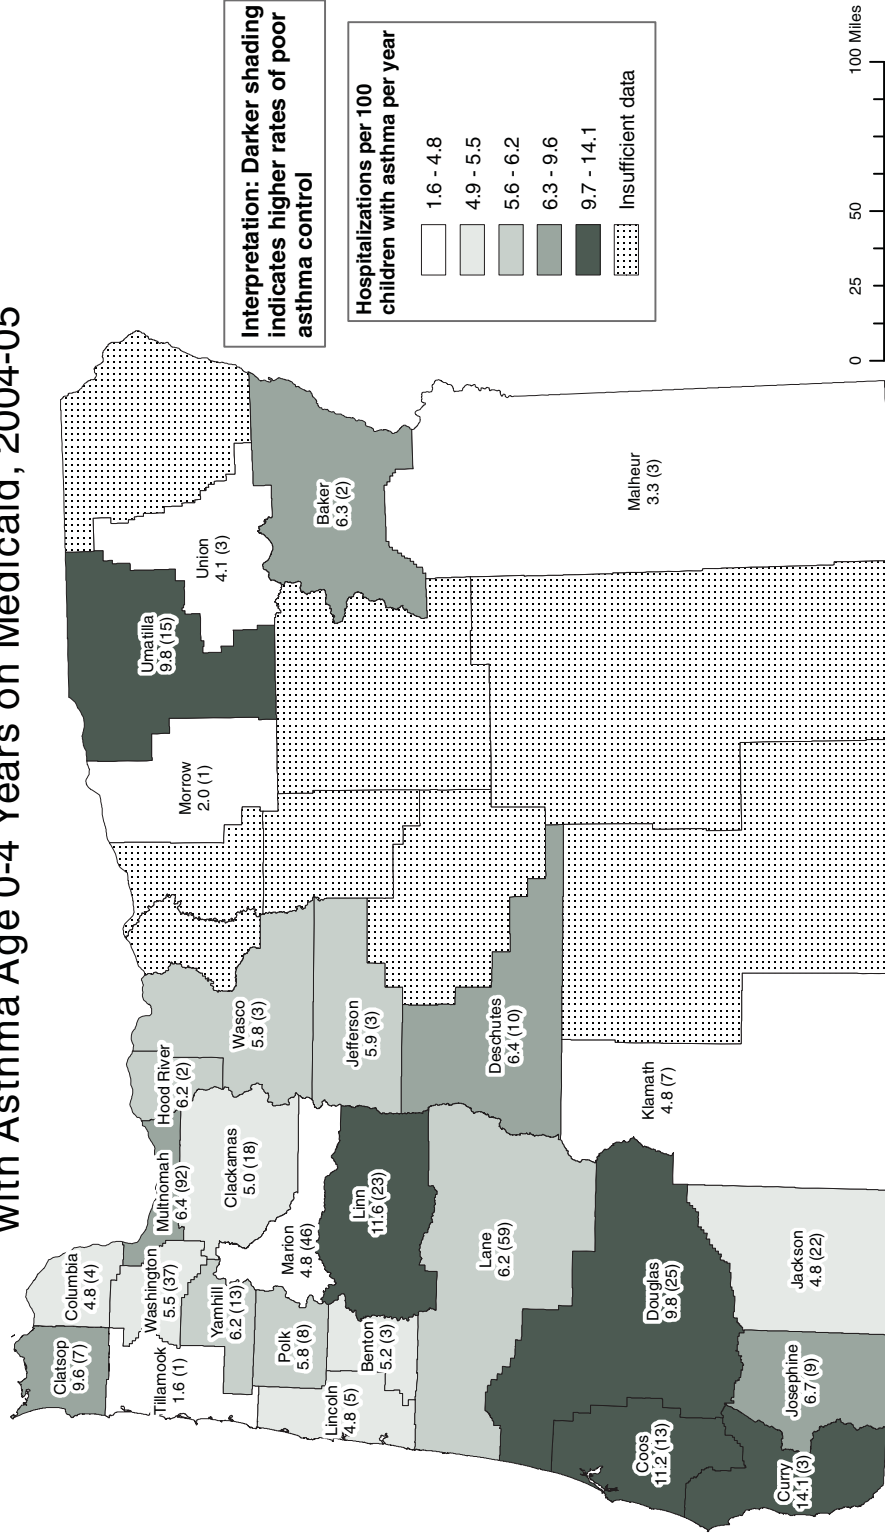 with Asthma Age 0-4 Years on Medicaid, 2004-05
Interpretation: Darker shading
indicates higher rates of poor
asthma control
Hospitalizations per 100
children with asthma per year
1.6 - 4.8
4.9 - 5.5
5.6 - 6.2
6.3 - 9.6
9.7 - 14.1
Insufficient data
0
25
50
100 Miles
Clatsop
9.6 (7)
Columbia
4.8 (4)
Tillamook
1.6 (1)
Washington
5.5 (37)
Multnomah
6.4 (92)
Hood River
6.2 (2)
Wasco
5.8 (3)
Morrow
2.0 (1)
Umatilla
9.8 (15)
Union
4.1 (3)
Yamhill
6.2 (13)
Clackamas
5.0 (18)
Polk
5.8 (8)
Marion
4.8 (46)
Lincoln
4.8 (5)
Benton
5.2 (3)
Linn
11.6 (23)
Jefferson
5.9 (3)
Baker
6.3 (2)
Lane
6.2 (59)
Deschutes
6.4 (10)
Malheur
3.3 (3)
Coos
11.2 (13)
Douglas
9.8 (25)
Klamath
4.8 (7)
Curry
14.1 (3)
Josephine
6.7 (9)
Jackson
4.8 (22)